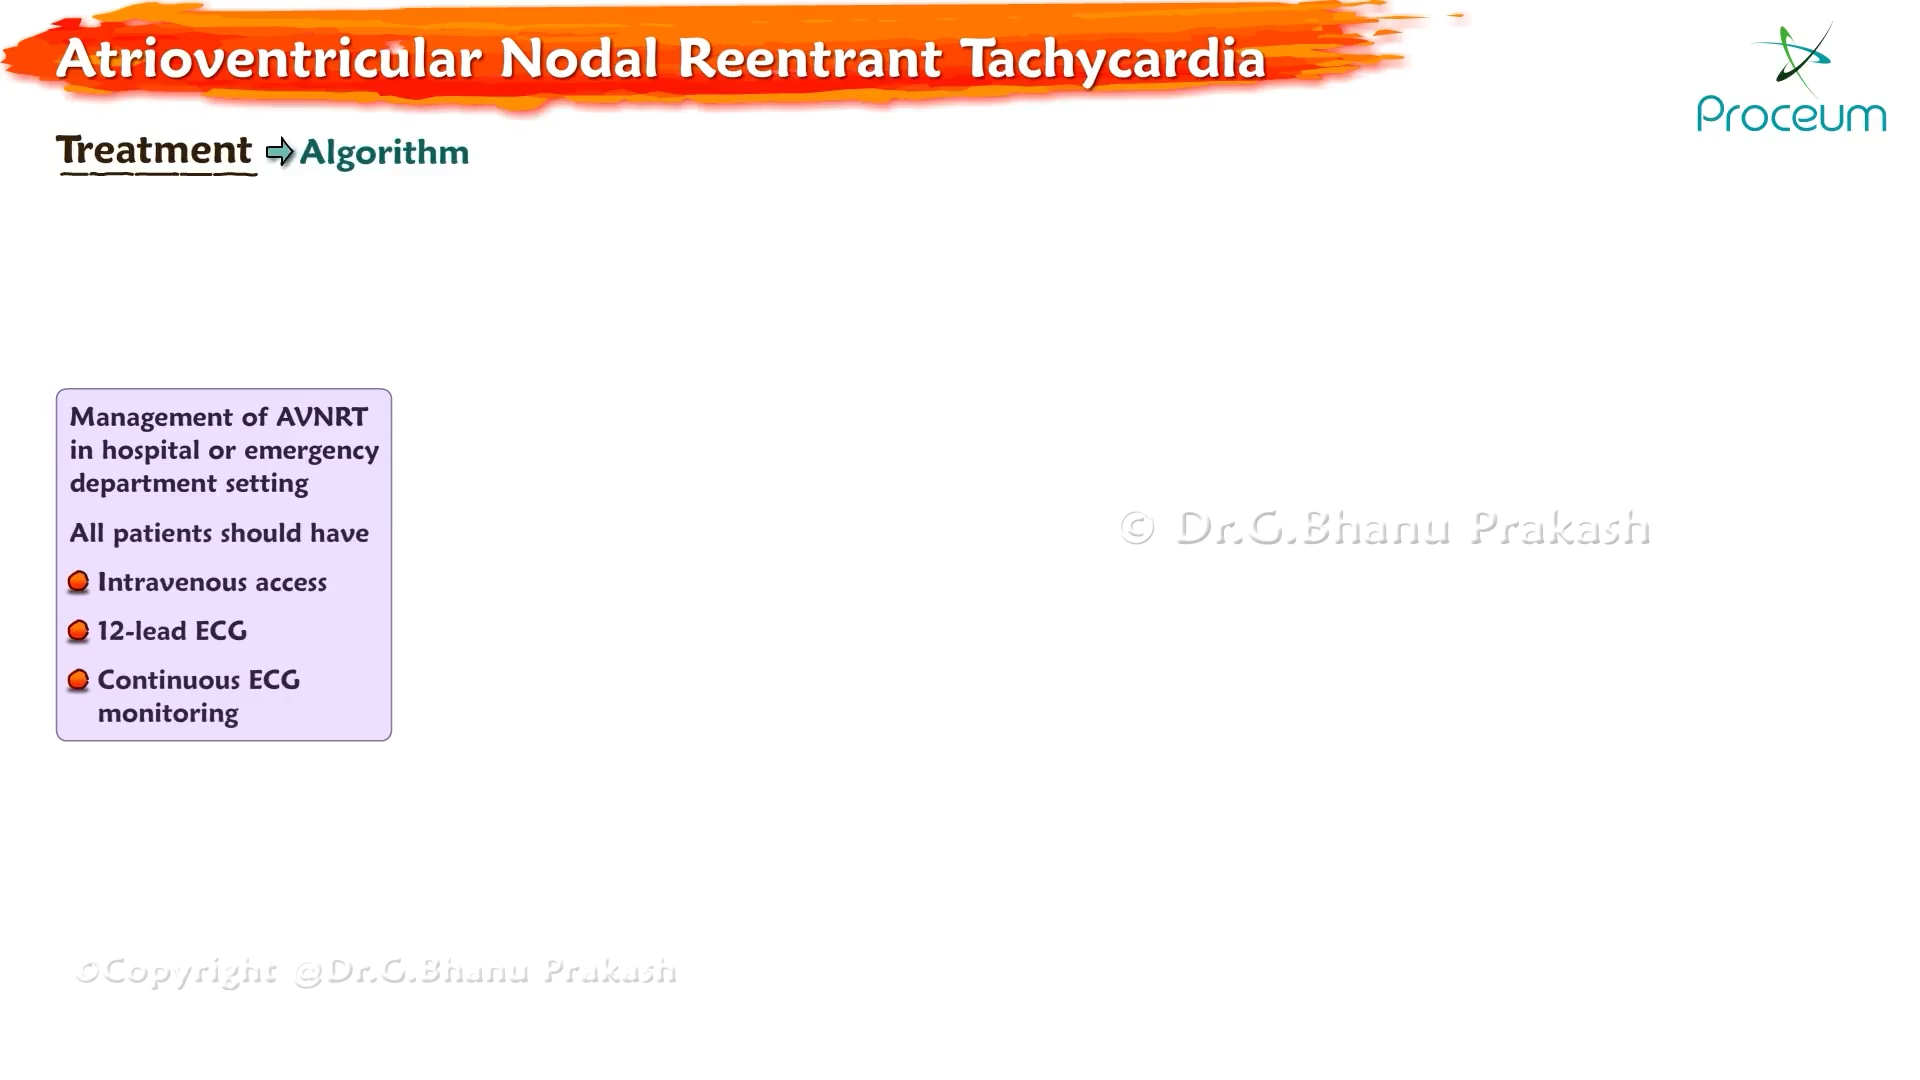 Atrioventricular Nodal Reentrant Tachycardia
Proceum
Treatment Algorithm
Management of AVNRT
in hospital or emergency
department setting
All patients should have
Intravenous access
12-lead ECG
Continuous ECG
monitoring
© Dr.G.Bhanu Prakash
©Copyright @Dr.G.Bhanu Prakash